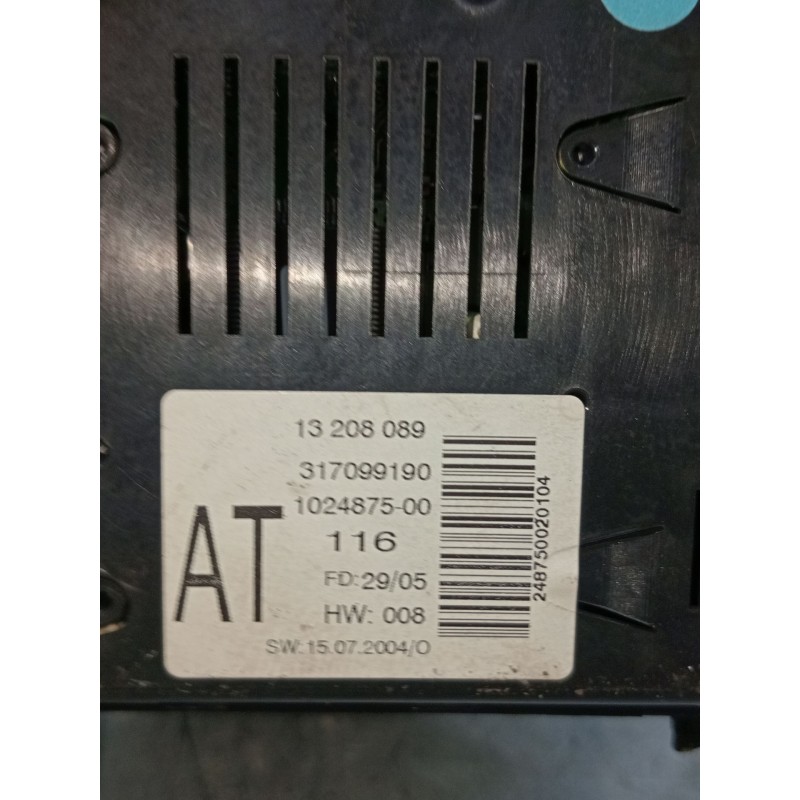 13 208 089
317099190
1024875-00
AT
116
FD: 29/05
HW: 008
SW: 15.07.2004/O
248750020104